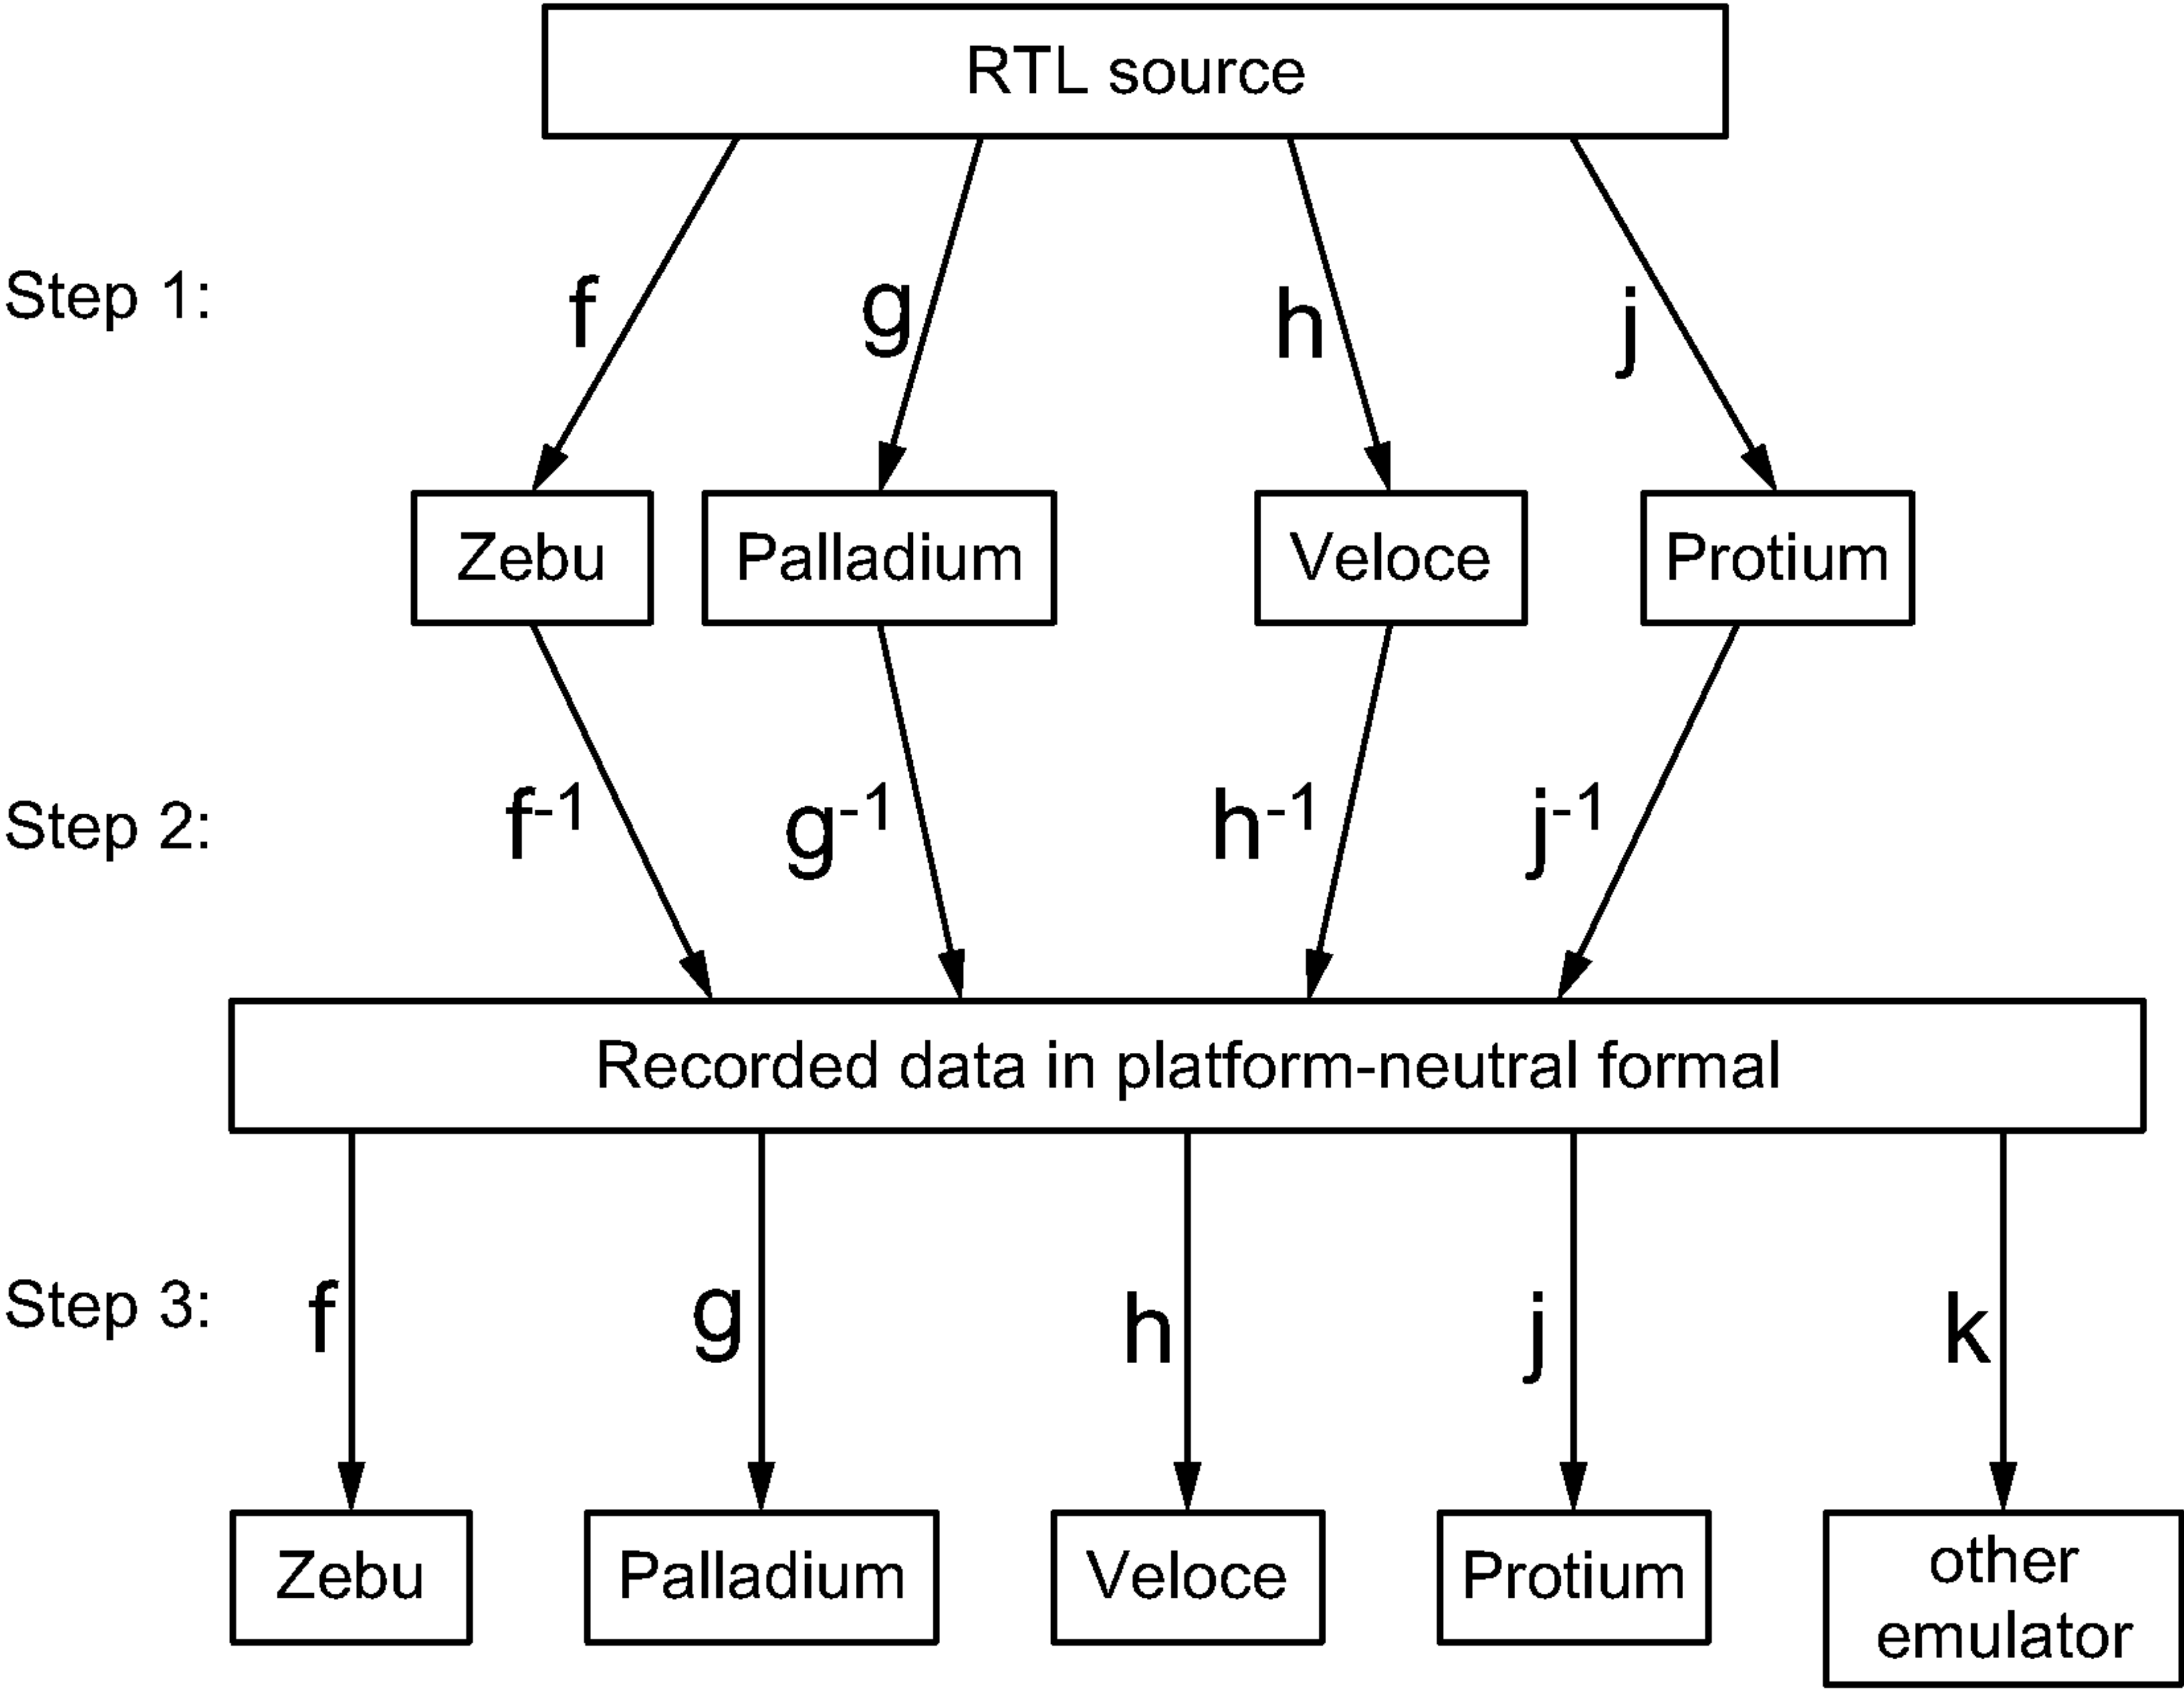 RTL source
Step 1:
f g h j
Zebu Palladium Veloce Protium
Step 2:
f-1 g-1 h-1 j-1
Recorded data in platform-neutral formal
Step 3:
f g h j k
Zebu Palladium Veloce Protium other
emulator